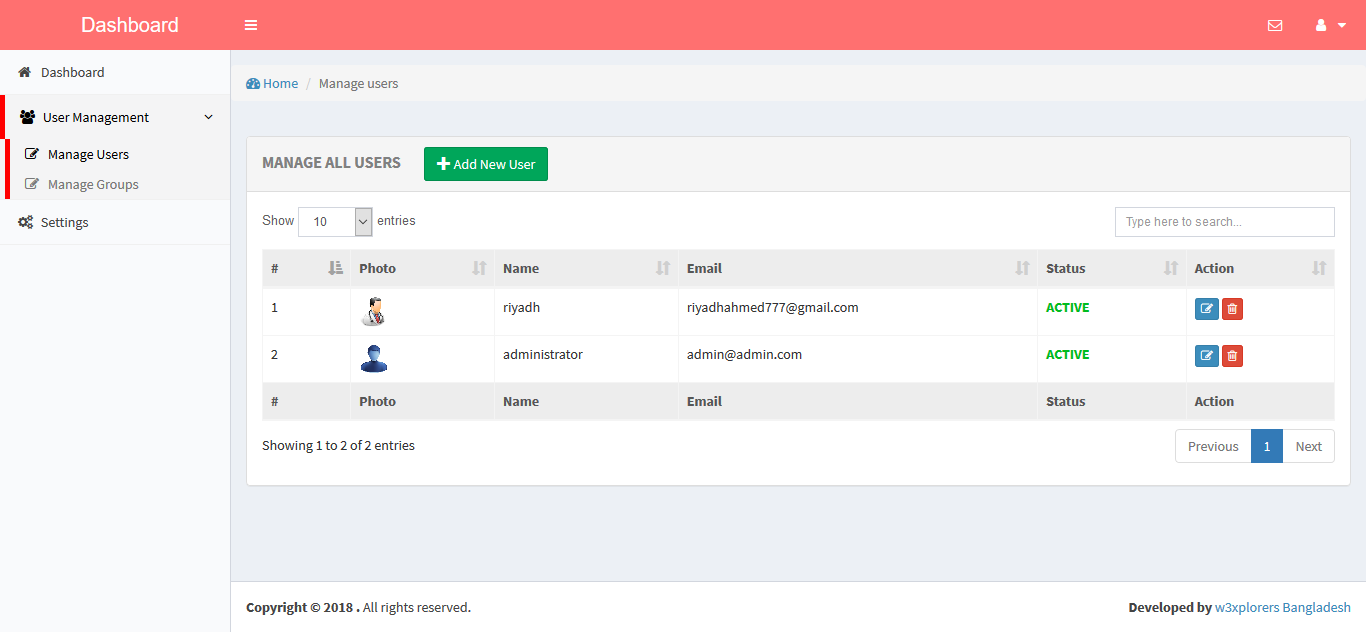 Dashboard
Dashboard
User Management
Manage Users
Manage Groups
Settings
Home / Manage users
MANAGE ALL USERS
Add New User
Show 10 entries
Type here to search...
# Photo Name Email Status Action
1 riyadh riyadhahmed777@gmail.com ACTIVE
2 administrator admin@admin.com ACTIVE
# Photo Name Email Status Action
Showing 1 to 2 of 2 entries
Previous 1 Next
Copyright © 2018 . All rights reserved.
Developed by w3xplorers Bangladesh